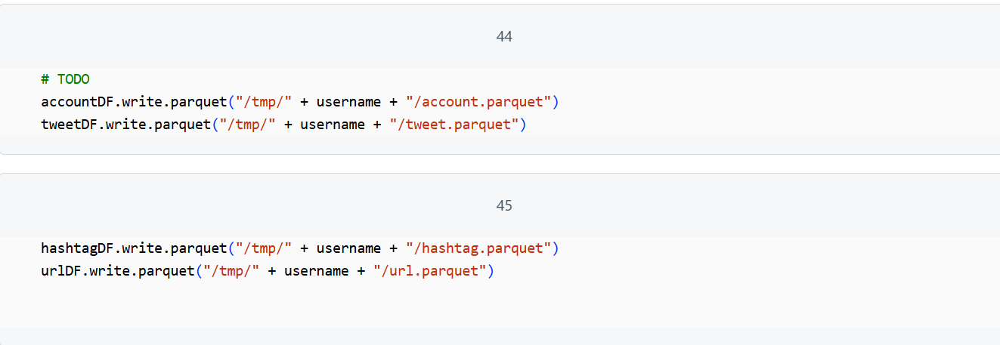 44
# TODO
accountDF.write.parquet("/tmp/" + username + "/account.parquet")
tweetDF.write.parquet("/tmp/" + username + "/tweet.parquet")
45
hashtagDF.write.parquet("/tmp/" + username + "/hashtag.parquet")
urlDF.write.parquet("/tmp/" + username + "/url.parquet")